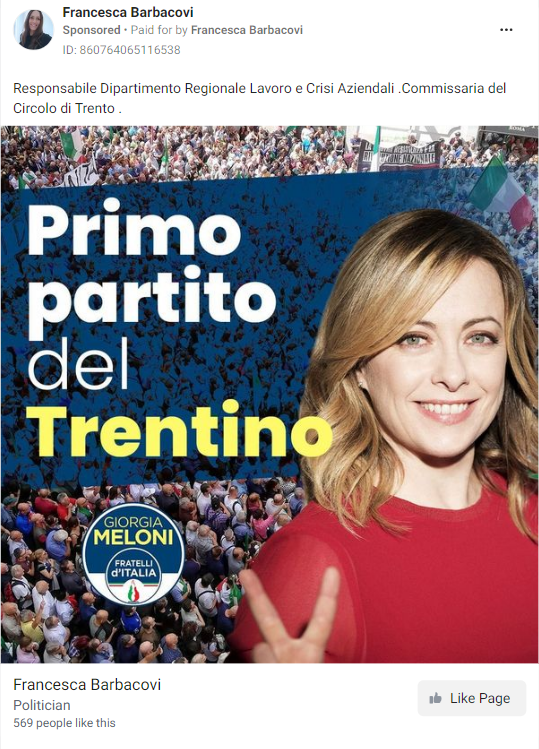 Francesca Barbacovi
Sponsored • Paid for by Francesca Barbacovi
ID: 860764065116538
Responsabile Dipartimento Regionale Lavoro e Crisi Aziendali .Commissaria del
Circolo di Trento .
ROMA
Primo
partito
del
Trentino
GIORGIA
MELONI
FRATELLI
d'ITALIA
Francesca Barbacovi
Politician
569 people like this
Like Page